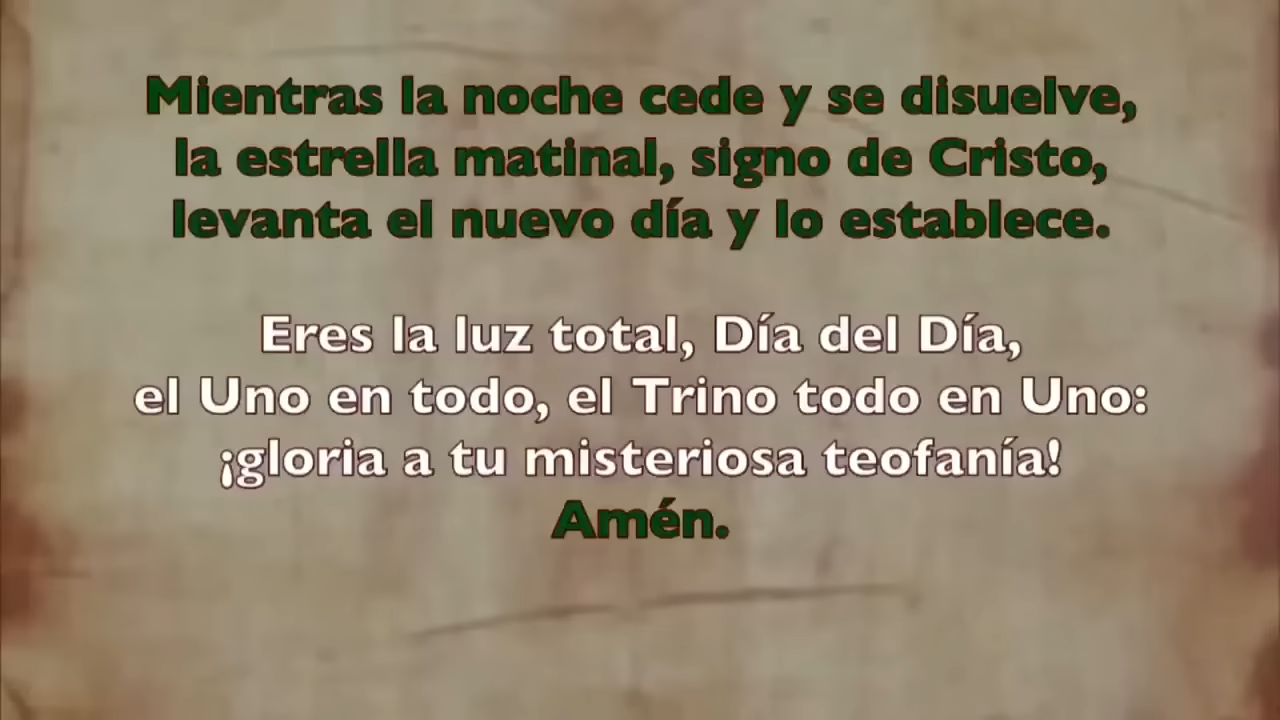 Mientras la noche cede y se disuelve,
la estrella matinal, signo de Cristo,
levanta el nuevo día y lo establece.
Eres la luz total, Día del Día,
el Uno en todo, el Trino todo en Uno:
¡gloria a tu misteriosa teofanía!
Amén.